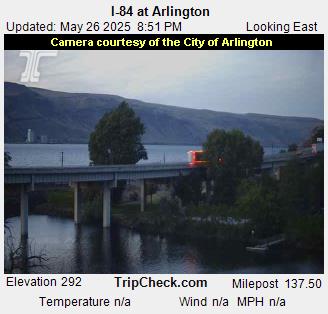 I-84 at Arlington
Updated: May 26 2025 8:51 PM Looking East
Camera courtesy of the City of Arlington
Elevation 292 TripCheck.com Milepost 137.50
Temperature n/a Wind n/a MPH n/a